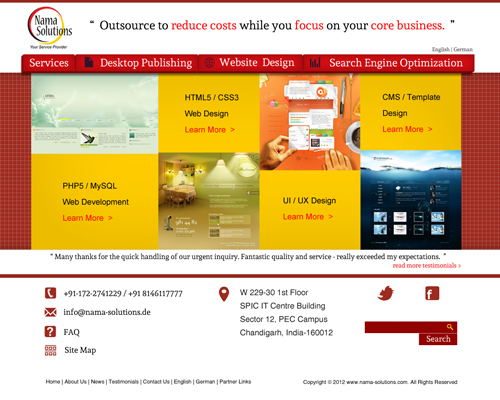 Nama
Solutions
Your Service Provider
“ Outsource to reduce costs while you focus on your core business. ”
English | German
Services
Desktop Publishing
Website Design
Search Engine Optimization
HTML5 / CSS3
Web Design
Learn More >
CMS / Template
Design
Learn More >
PHP5 / MySQL
Web Development
Learn More >
UI / UX Design
Learn More >
“ Many thanks for the quick handling of our urgent inquiry. Fantastic quality and service - really exceeded my expectations. ”
read more testimonials >
+91-172-2741229 / +91 8146117777
info@nama-solutions.de
FAQ
Site Map
W 229-30 1st Floor
SPIC IT Centre Building
Sector 12, PEC Campus
Chandigarh, India-160012
Search
Home | About Us | News | Testimonials | Contact Us | English | German | Partner Links
Copyright © 2012 www.nama-solutions.com. All Rights Reserved